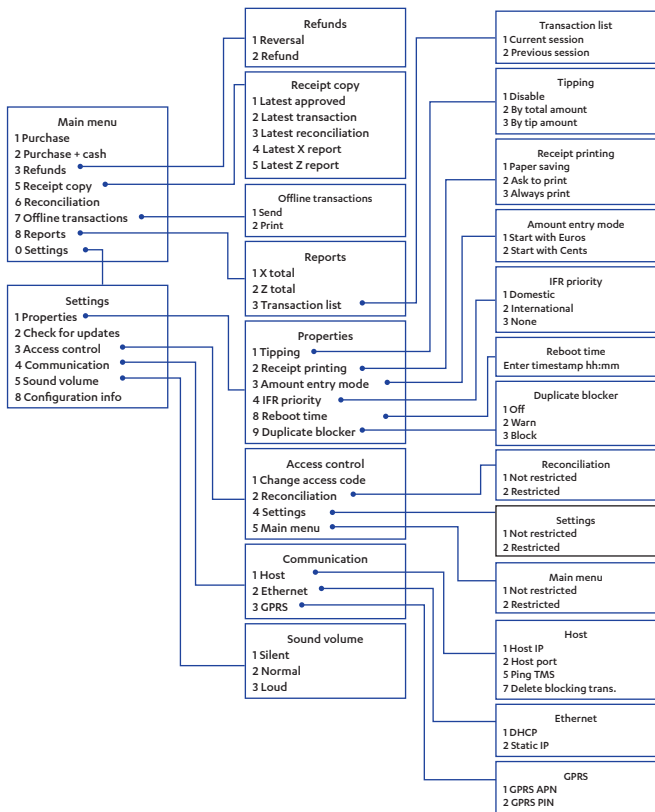 Main menu
1 Purchase
2 Purchase + cash
3 Refunds
5 Receipt copy
6 Reconciliation
7 Offline transactions
8 Reports
0 Settings
Settings
1 Properties
2 Check for updates
3 Access control
4 Communication
5 Sound volume
8 Configuration info
Refunds
1 Reversal
2 Refund
Receipt copy
1 Latest approved
2 Latest transaction
3 Latest reconciliation
4 Latest X report
5 Latest Z report
Offline transactions
1 Send
2 Print
Reports
1 X total
2 Z total
3 Transaction list
Properties
1 Tipping
2 Receipt printing
3 Amount entry mode
4 IFR priority
8 Reboot time
9 Duplicate blocker
Access control
1 Change access code
2 Reconciliation
4 Settings
5 Main menu
Communication
1 Host
2 Ethernet
3 GPRS
Sound volume
1 Silent
2 Normal
3 Loud
Transaction list
1 Current session
2 Previous session
Tipping
1 Disable
2 By total amount
3 By tip amount
Receipt printing
1 Paper saving
2 Ask to print
3 Always print
Amount entry mode
1 Start with Euros
2 Start with Cents
IFR priority
1 Domestic
2 International
3 None
Reboot time
Enter timestamp hh:mm
Duplicate blocker
1 Off
2 Warn
3 Block
Reconciliation
1 Not restricted
2 Restricted
Settings
1 Not restricted
2 Restricted
Main menu
1 Not restricted
2 Restricted
Host
1 Host IP
2 Host port
5 Ping TMS
7 Delete blocking trans.
Ethernet
1 DHCP
2 Static IP
GPRS
1 GPRS APN
2 GPRS PIN